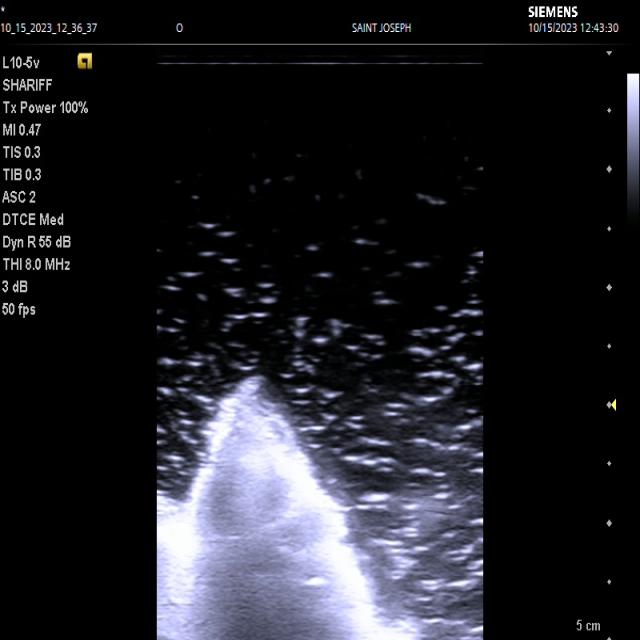 *
SIEMENS
10_15_2023_12_36_37
O
SAINT JOSEPH
10/15/2023 12:43:30
L10-5v
SHARIFF
Tx Power 100%
MI 0.47
TIS 0.3
TIB 0.3
ASC 2
DTCE Med
Dyn R 55 dB
THI 8.0 MHz
3 dB
50 fps
5 cm